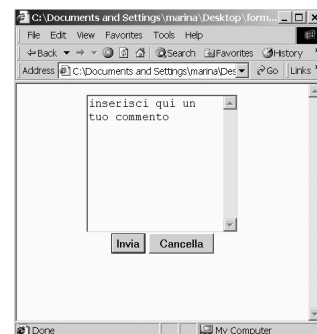 C:\Documents and Settings\marina\Desktop\form...
File Edit View Favorites Tools Help
Back Search Favorites History
Address C:\Documents and Settings\marina\Des Go Links
inserisci qui un
tuo commento
Invia Cancella
Done My Computer